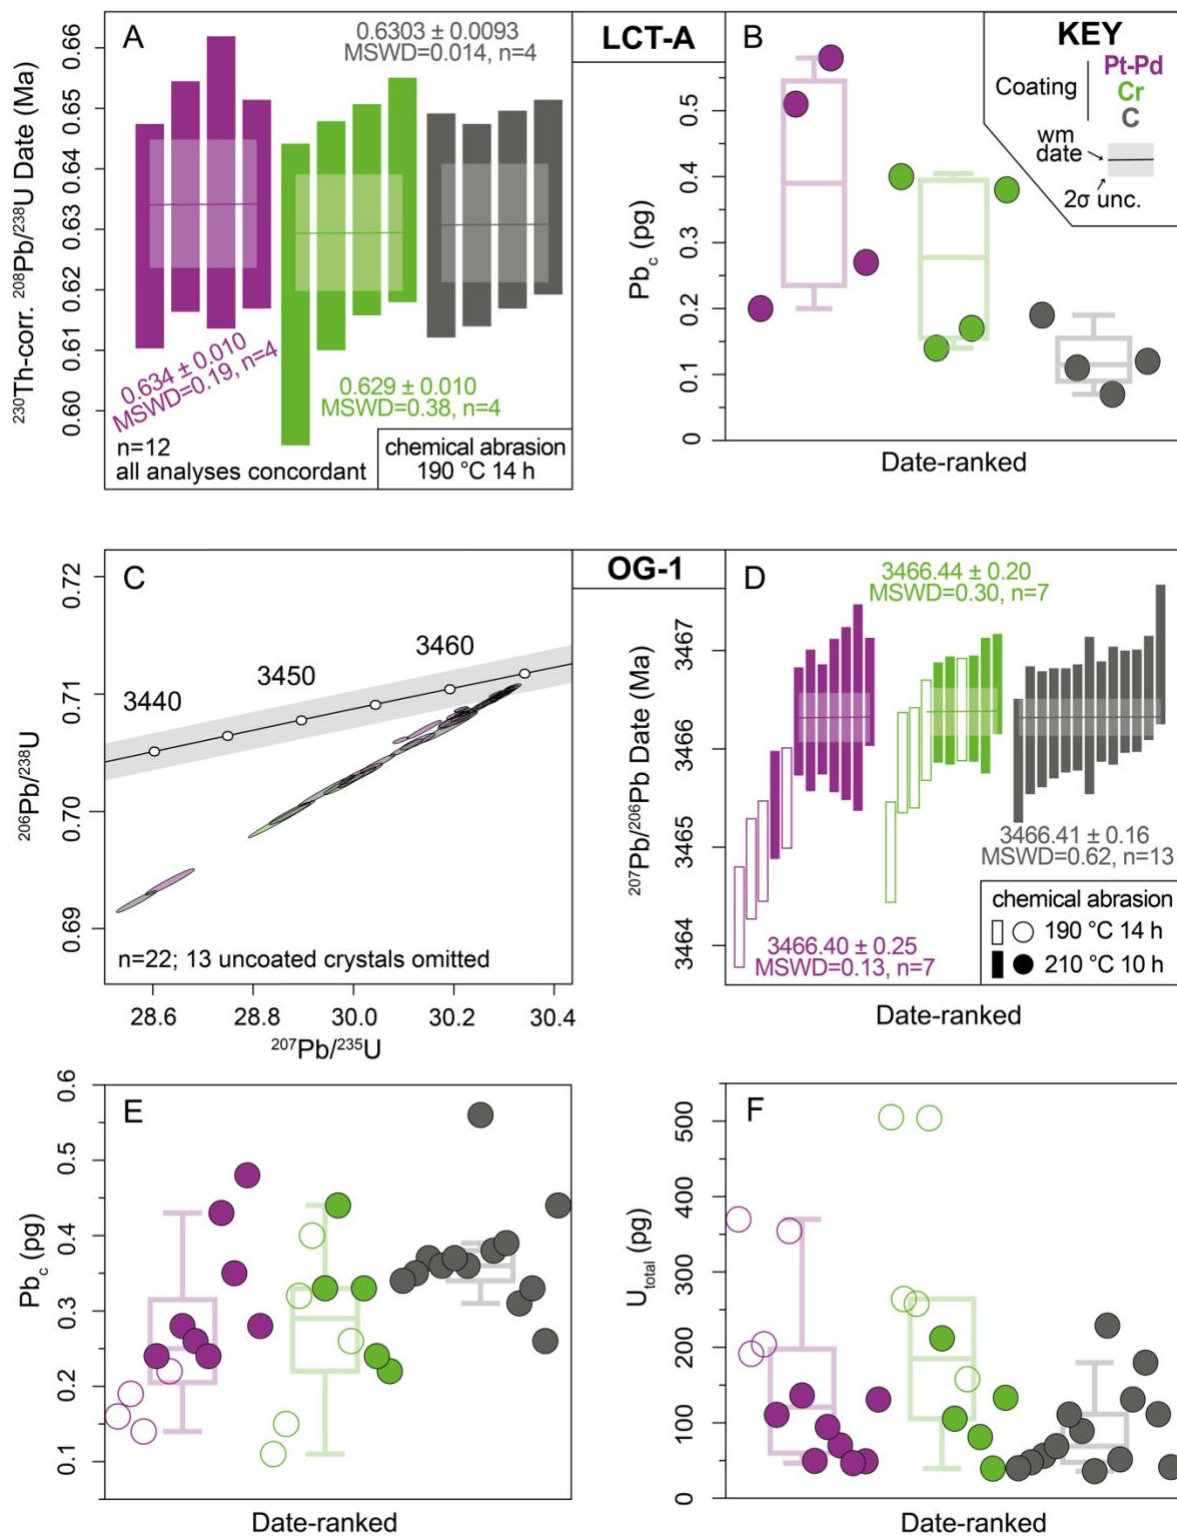 A
0.6303 ± 0.0093
MSWD=0.014, n=4
LCT-A
230Th-corr. 208Pb/238U Date (Ma)
0.66
0.65
0.64
0.63
0.62
0.61
0.60
0.634 ± 0.010
MSWD=0.19, n=4
0.629 ± 0.010
MSWD=0.38, n=4
n=12
all analyses concordant
chemical abrasion
190 °C 14 h
B
KEY
Coating
Pt-Pd
Cr
C
wm
date
2σ unc.
Pbc (pg)
0.5
0.4
0.3
0.2
0.1
0
Date-ranked
C
OG-1
206Pb/238U
0.72
0.71
0.70
0.69
3440
3450
3460
n=22; 13 uncoated crystals omitted
28.6
28.8
30.0
30.2
30.4
207Pb/235U
D
3466.44 ± 0.20
MSWD=0.30, n=7
207Pb/206Pb Date (Ma)
3467
3466
3465
3464
3466.41 ± 0.16
MSWD=0.62, n=13
3466.40 ± 0.25
MSWD=0.13, n=7
chemical abrasion
190 °C 14 h
210 °C 10 h
Date-ranked
E
Pbc (pg)
0.6
0.5
0.4
0.3
0.2
0.1
Date-ranked
F
Utotal (pg)
500
400
300
200
100
0
Date-ranked